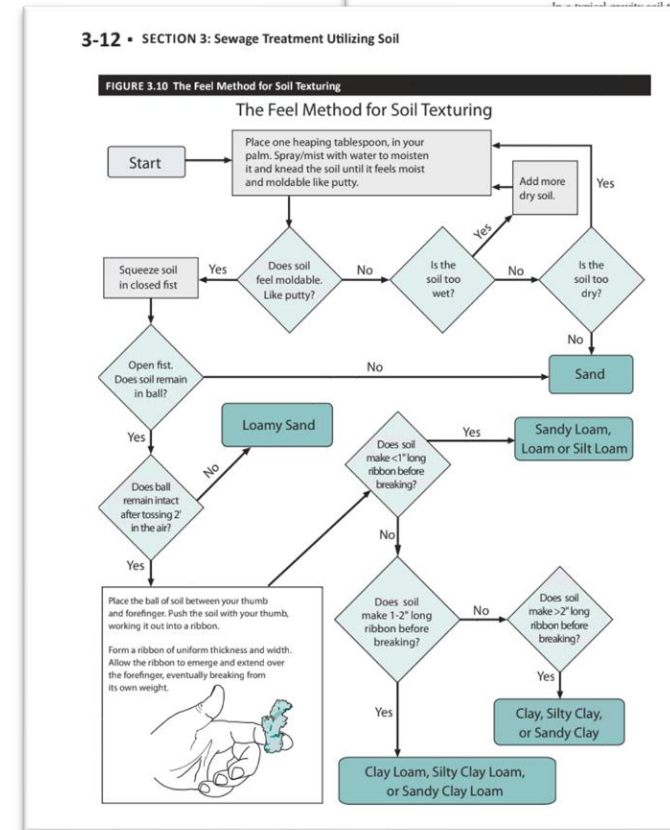 3-12 ▪ SECTION 3: Sewage Treatment Utilizing Soil
FIGURE 3.10 The Feel Method for Soil Texturing
The Feel Method for Soil Texturing
Start
Place one heaping tablespoon, in your
palm. Spray/mist with water to moisten
it and knead the soil until it feels moist
and moldable like putty.
Add more
dry soil.
Yes
Yes
Squeeze soil
in closed fist
Yes
Does soil
feel moldable.
Like putty?
No
Is the
soil too
wet?
No
Is the
soil too
dry?
No
Sand
Open fist.
Does soil remain
in ball?
No
Yes
Loamy Sand
No
Does ball
remain intact
after tossing 2'
in the air?
Yes
Does soil
make <1" long
ribbon before
breaking?
Yes
Sandy Loam,
Loam or Silt Loam
No
Place the ball of soil between your thumb
and forefinger. Push the soil with your thumb,
working it out into a ribbon.
Form a ribbon of uniform thickness and width.
Allow the ribbon to emerge and extend over
the forefinger, eventually breaking from
its own weight.
Does soil
make 1-2" long
ribbon before
breaking?
No
Does soil
make >2" long
ribbon before
breaking?
Yes
Clay, Silty Clay,
or Sandy Clay
Yes
Clay Loam, Silty Clay Loam,
or Sandy Clay Loam